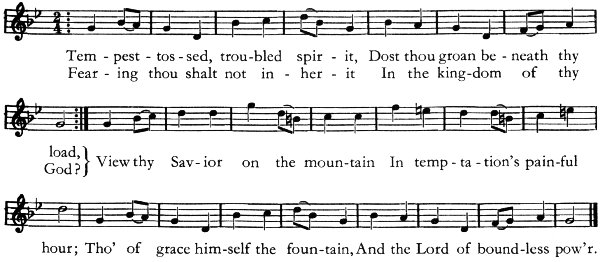 2/4
Tem - pest - tos - sed, trou - bled spir - it, Dost thou groan be - neath thy
Fear - ing thou shalt not in - her - it In the king - dom of thy
load,
God? } View thy Sav - ior on the moun - tain In temp - ta - tion's pain - ful
hour; Tho' of grace him - self the foun - tain, And the Lord of bound - less pow'r.